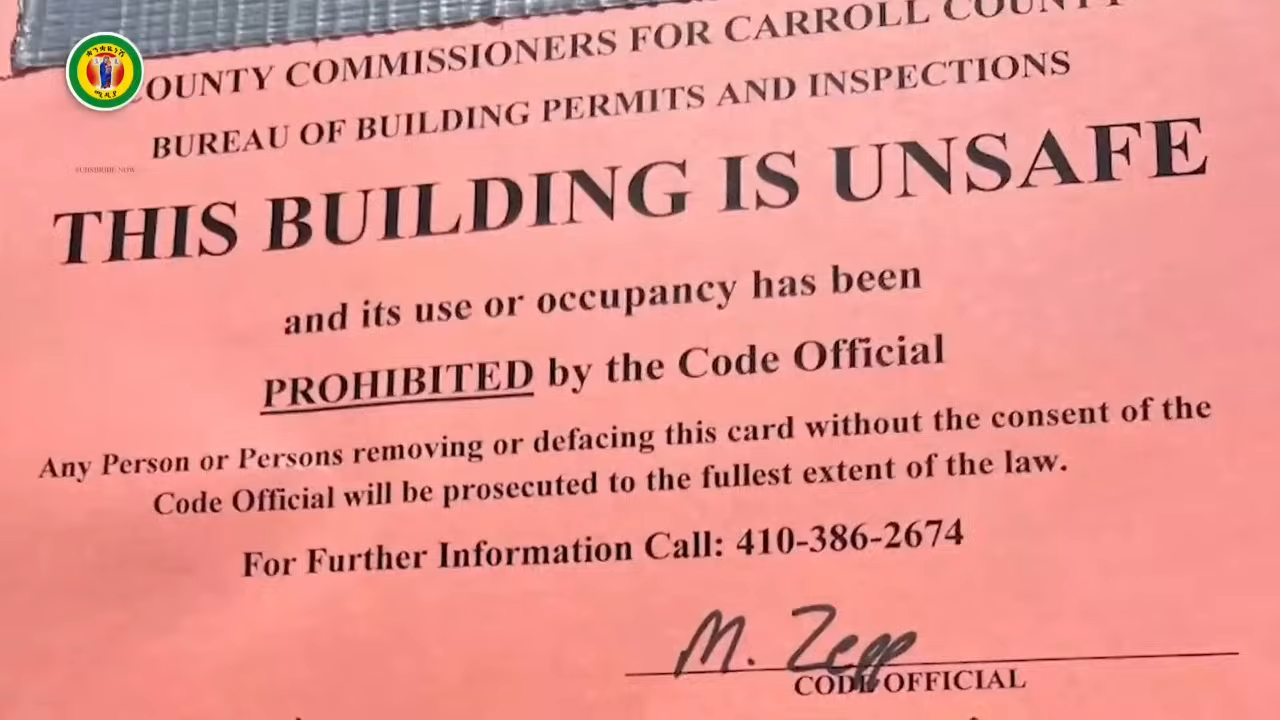 COUNTY COMMISSIONERS FOR CARROLL COUNTY
BUREAU OF BUILDING PERMITS AND INSPECTIONS
SUBSIRIBE NOW
THIS BUILDING IS UNSAFE
and its use or occupancy has been
PROHIBITED by the Code Official
Any Person or Persons removing or defacing this card without the consent of the
Code Official will be prosecuted to the fullest extent of the law.
For Further Information Call: 410-386-2674
M. Zepp
CODE OFFICIAL